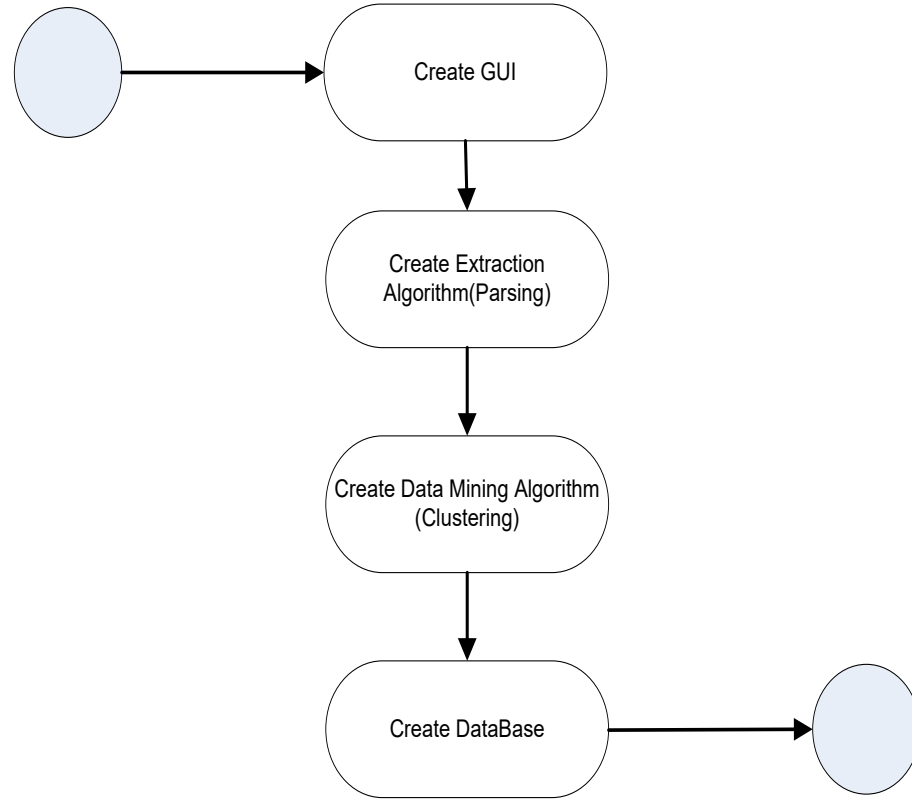 Create GUI
Create Extraction
Algorithm(Parsing)
Create Data Mining Algorithm
(Clustering)
Create DataBase